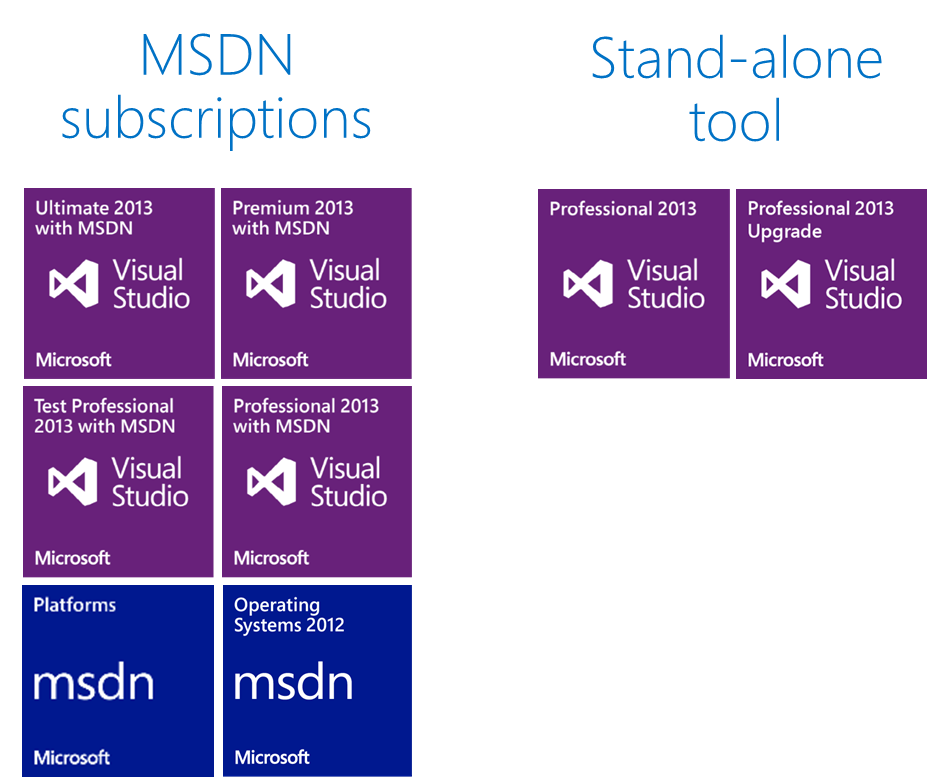 MSDN
subscriptions
Ultimate 2013
with MSDN
Visual
Studio
Microsoft
Premium 2013
with MSDN
Visual
Studio
Microsoft
Test Professional
2013 with MSDN
Visual
Studio
Microsoft
Professional 2013
with MSDN
Visual
Studio
Microsoft
Platforms
msdn
Microsoft
Operating
Systems 2012
msdn
Microsoft
Stand-alone
tool
Professional 2013
Visual
Studio
Microsoft
Professional 2013
Upgrade
Visual
Studio
Microsoft